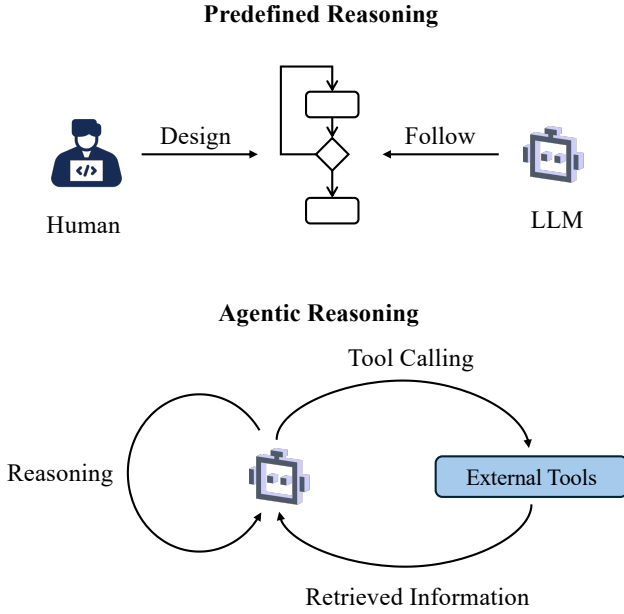 Predefined Reasoning
Design
Follow
</>
Human
LLM
Agentic Reasoning
Tool Calling
Reasoning
External Tools
Retrieved Information